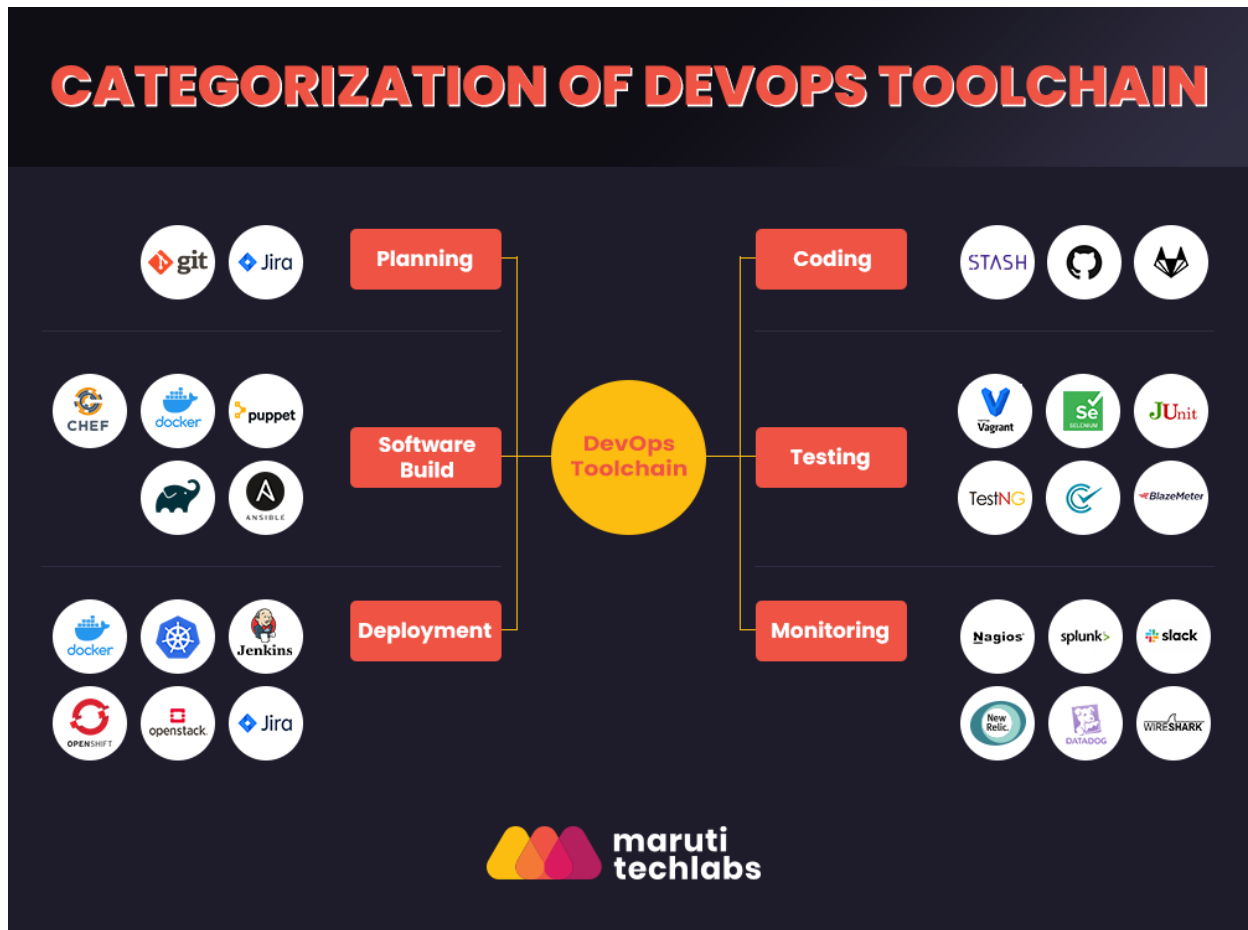 CATEGORIZATION OF DEVOPS TOOLCHAIN
git
Jira
Planning
Coding
STASH
CHEF
docker
puppet
ANSIBLE
Software
Build
DevOps
Toolchain
Testing
Vagrant
Se
SELENIUM
JUnit
TestNG
BlazeMeter
docker
Jenkins
OPENSHIFT
openstack.
Jira
Deployment
Monitoring
Nagios
splunk>
slack
New
Relic.
DATADOG
WIRESHARK
maruti
techlabs